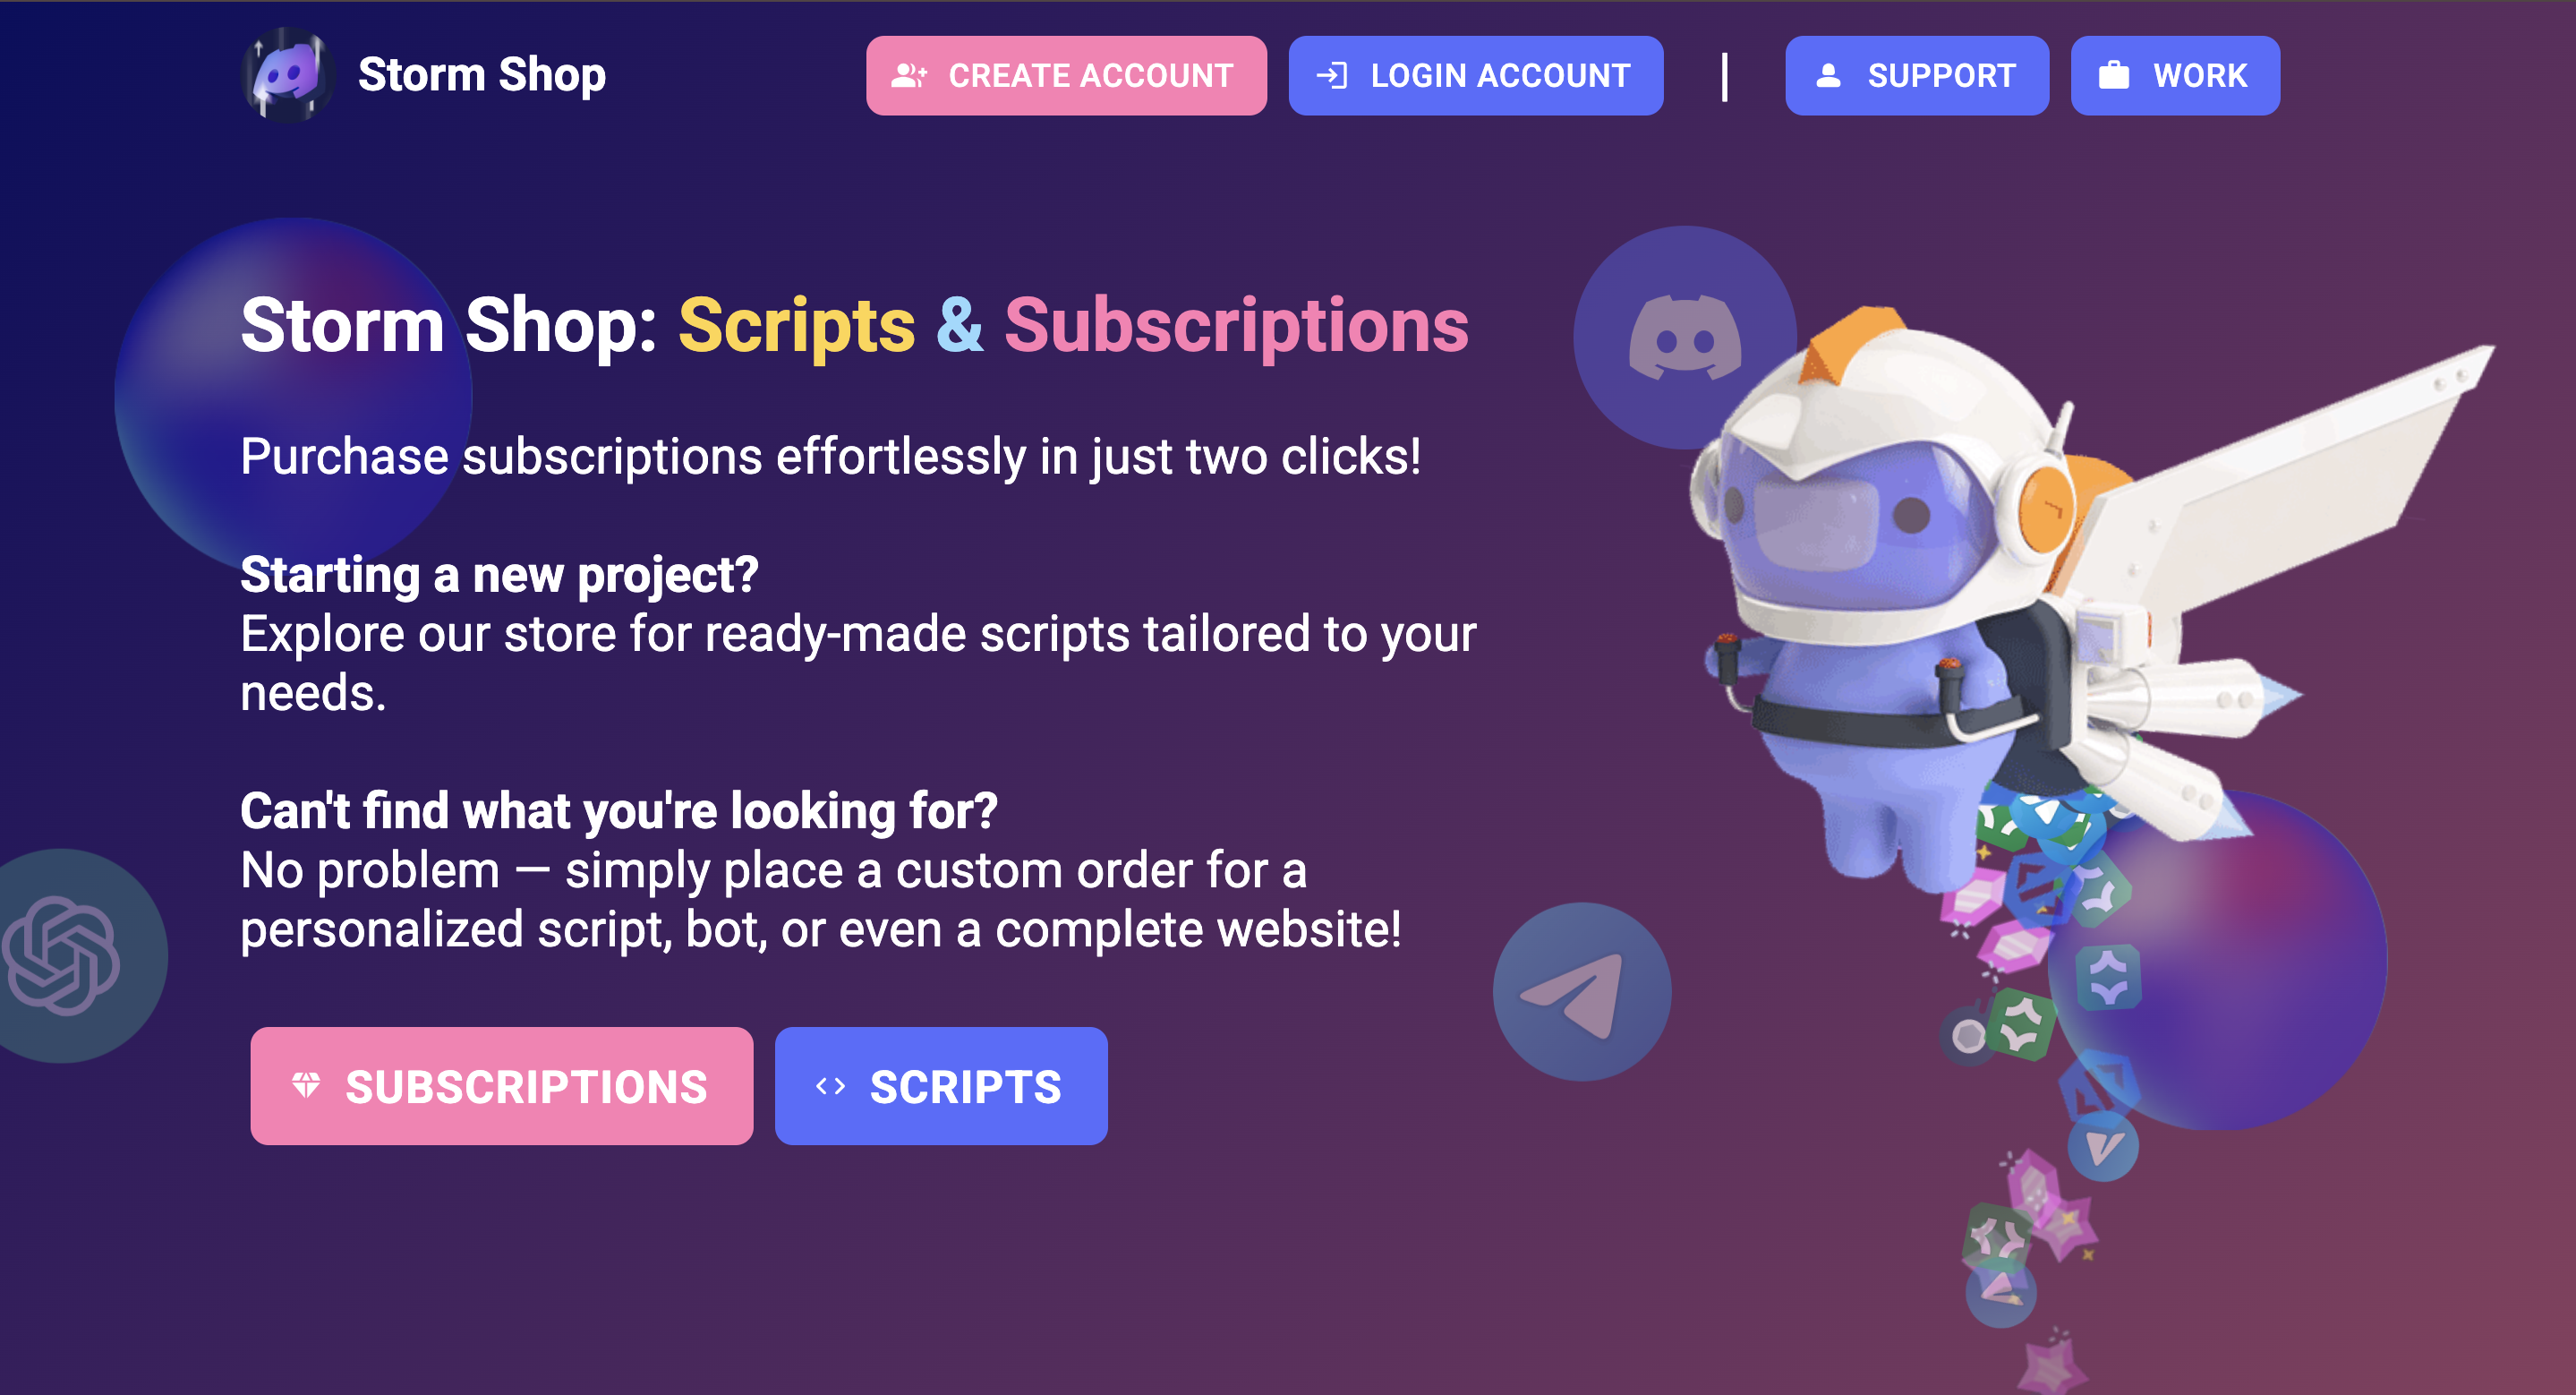 Storm Shop
CREATE ACCOUNT
LOGIN ACCOUNT
|
SUPPORT
WORK
Storm Shop: Scripts & Subscriptions
Purchase subscriptions effortlessly in just two clicks!
Starting a new project?
Explore our store for ready-made scripts tailored to your
needs.
Can't find what you're looking for?
No problem — simply place a custom order for a
personalized script, bot, or even a complete website!
SUBSCRIPTIONS
SCRIPTS